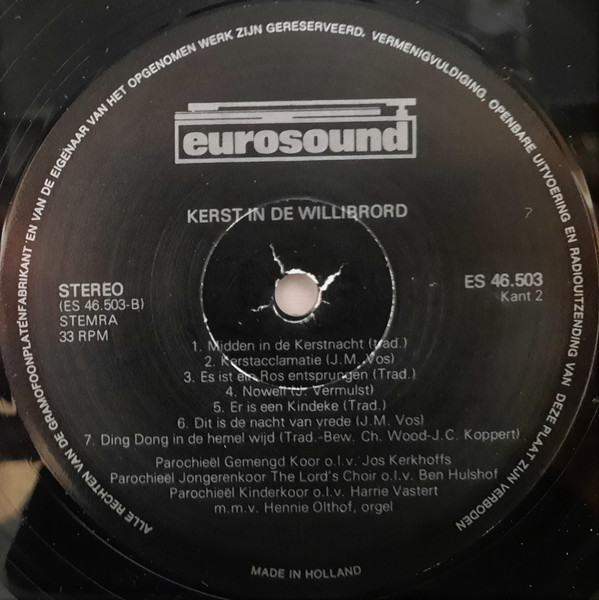 ALLE RECHTEN VAN DE GRAMOFOONPLATENFABRIKANT EN VAN DE EIGENAAR VAN HET OPGENOMEN WERK ZIJN GERESERVEERD. VERMENIGVULDIGING, OPENBARE UITVOERING EN RADIOUITZENDING VAN DEZE PLAAT ZIJN VERBODEN
eurosound
KERST IN DE WILLIBRORD
7
STEREO
(ES 46.503-B)
STEMRA
33 RPM
ES 46.503
Kant 2
1. Midden in de Kerstnacht (trad.)
2. Kerstacclamatie (J.M. Vos)
3. Es ist ein Ros entsprungen (Trad.)
4. Nowell (J. Vermulst)
5. Er is een Kindeke (Trad.)
6. Dit is de nacht van vrede (J.M. Vos)
7. Ding Dong in de hemel wijd (Trad.-Bew. Ch. Wood-J.C. Koppert)
Parochieël Gemengd Koor o.l.v. Jos Kerkhoffs
Parochieël Jongerenkoor The Lord's Choir o.l.v. Ben Hulshof
Parochieël Kinderkoor o.l.v. Harrie Vastert
m.m.v. Hennie Olthof, orgel
MADE IN HOLLAND